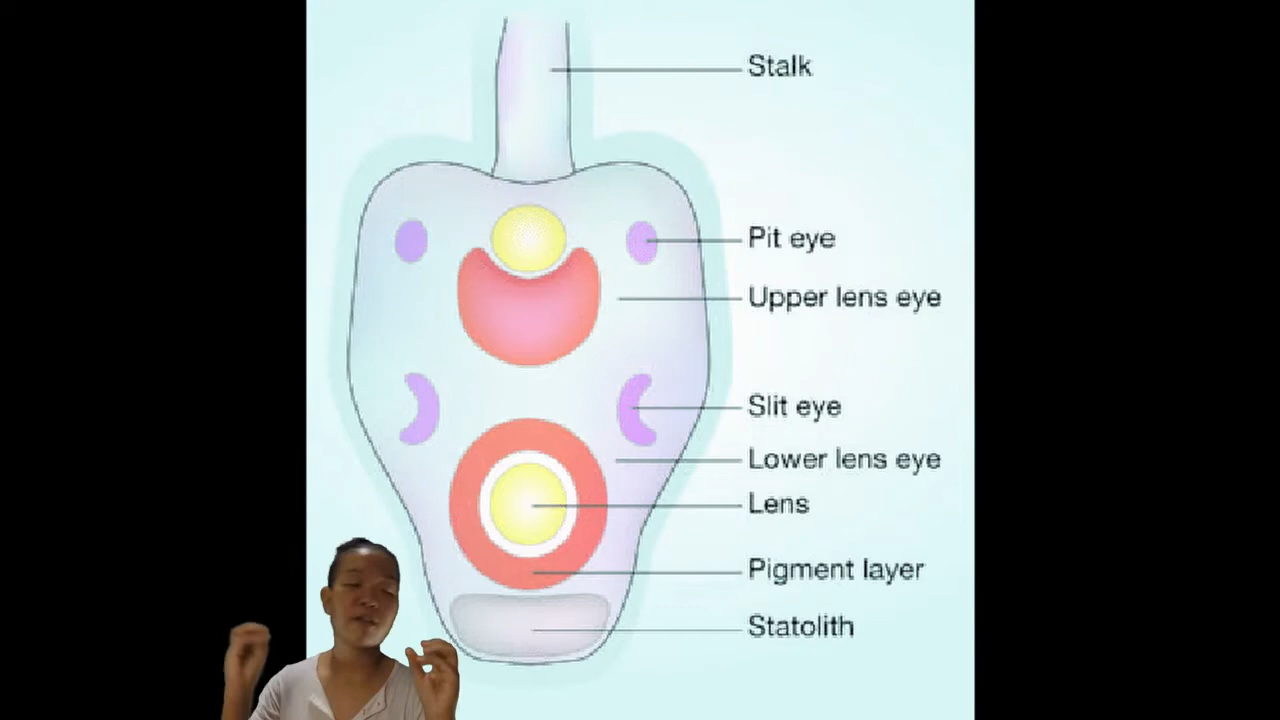 Stalk
Pit eye
Upper lens eye
Slit eye
Lower lens eye
Lens
Pigment layer
Statolith